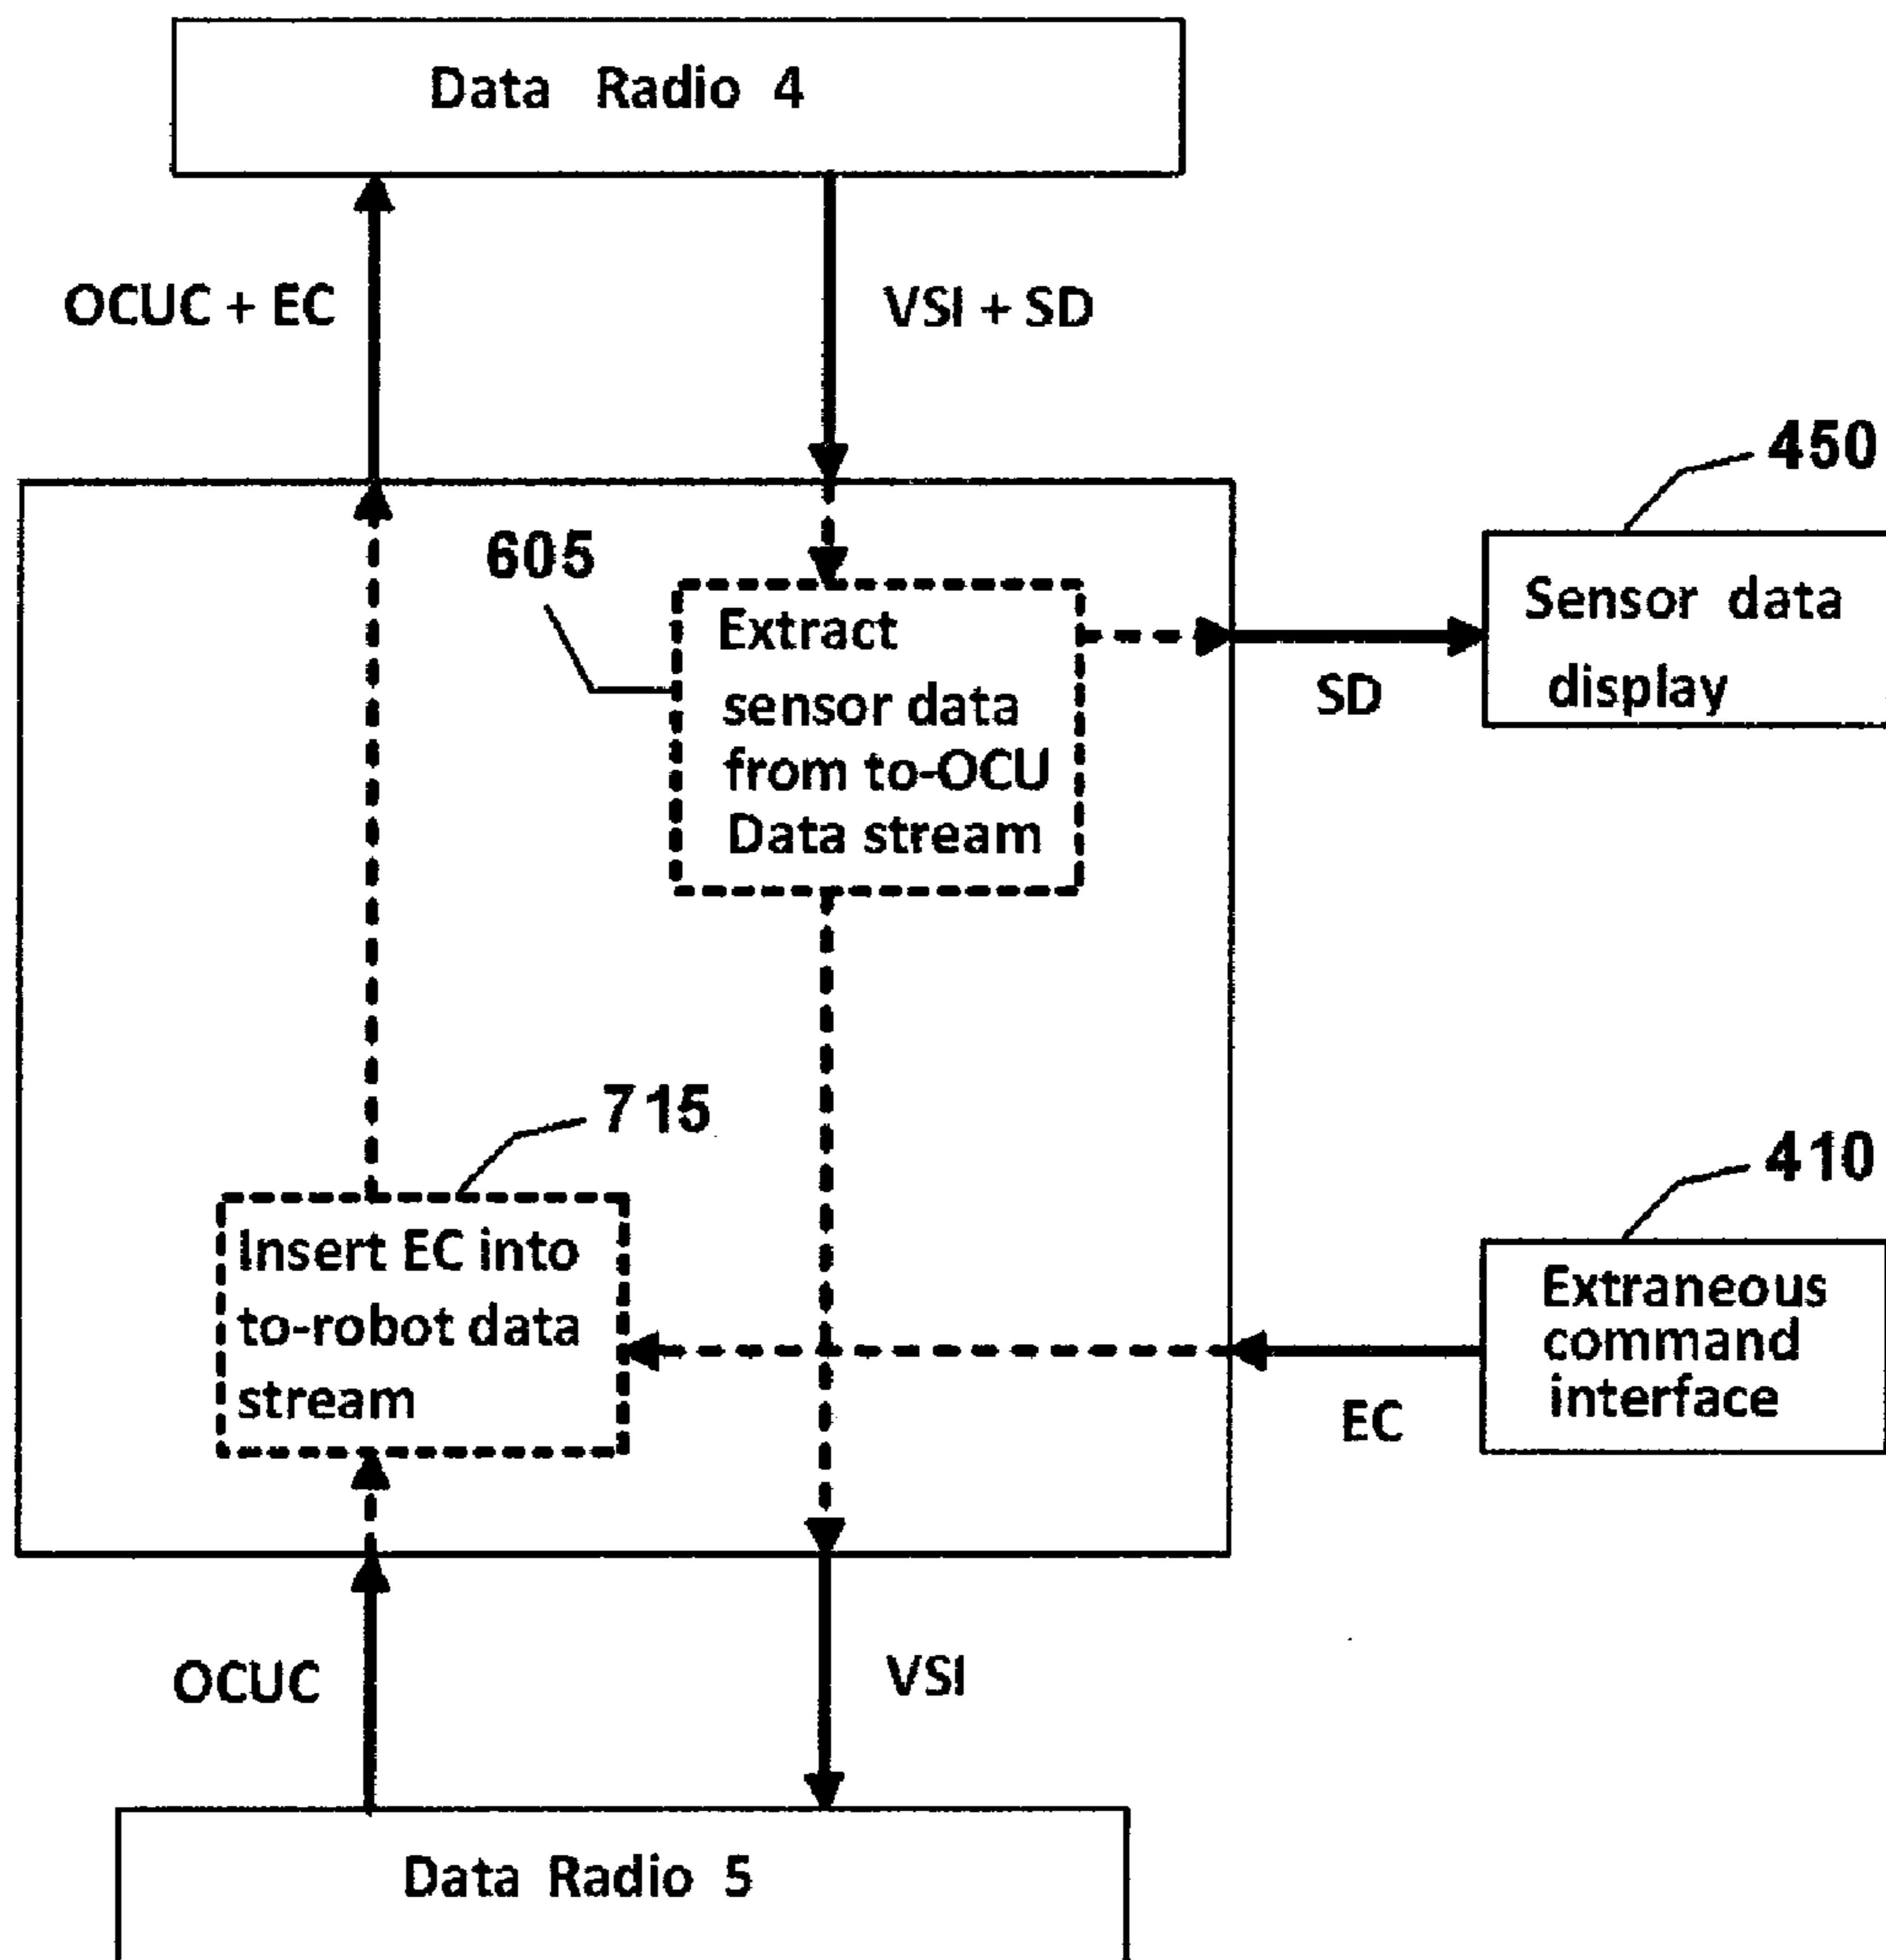 Data Radio 4
OCUC + EC
VSI + SD
450
605
Sensor data
display
Extract
sensor data
from to-OCU
Data stream
SD
715
410
Insert EC into
to-robot data
stream
Extraneous
command
interface
EC
OCUC
VSI
Data Radio 5